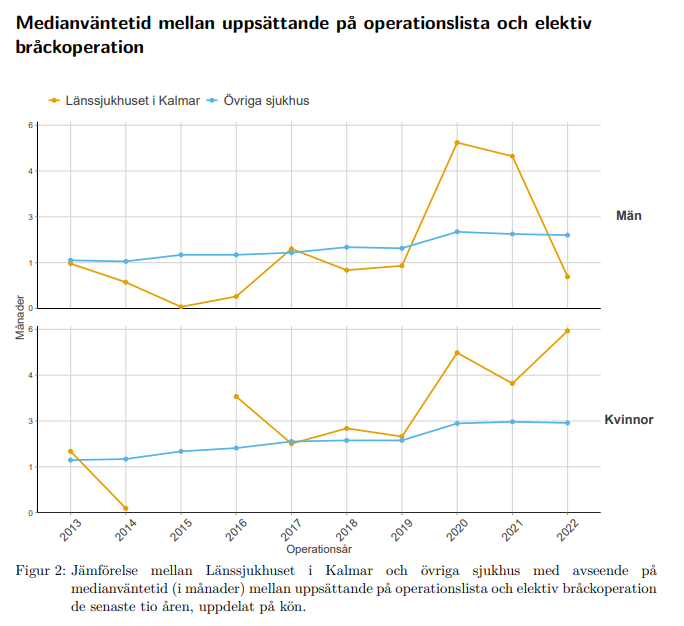 Medianväntetid mellan uppsättande på operationslista och elektiv
bråckoperation
Länssjukhuset i Kalmar Övriga sjukhus
6
4
3
1
0
Män
Månader
6
4
3
1
0
Kvinnor
2013 2014 2015 2016 2017 2018 2019 2020 2021 2022
Operationsår
Figur 2: Jämförelse mellan Länssjukhuset i Kalmar och övriga sjukhus med avseende på
medianväntetid (i månader) mellan uppsättande på operationslista och elektiv bråckoperation
de senaste tio åren, uppdelat på kön.